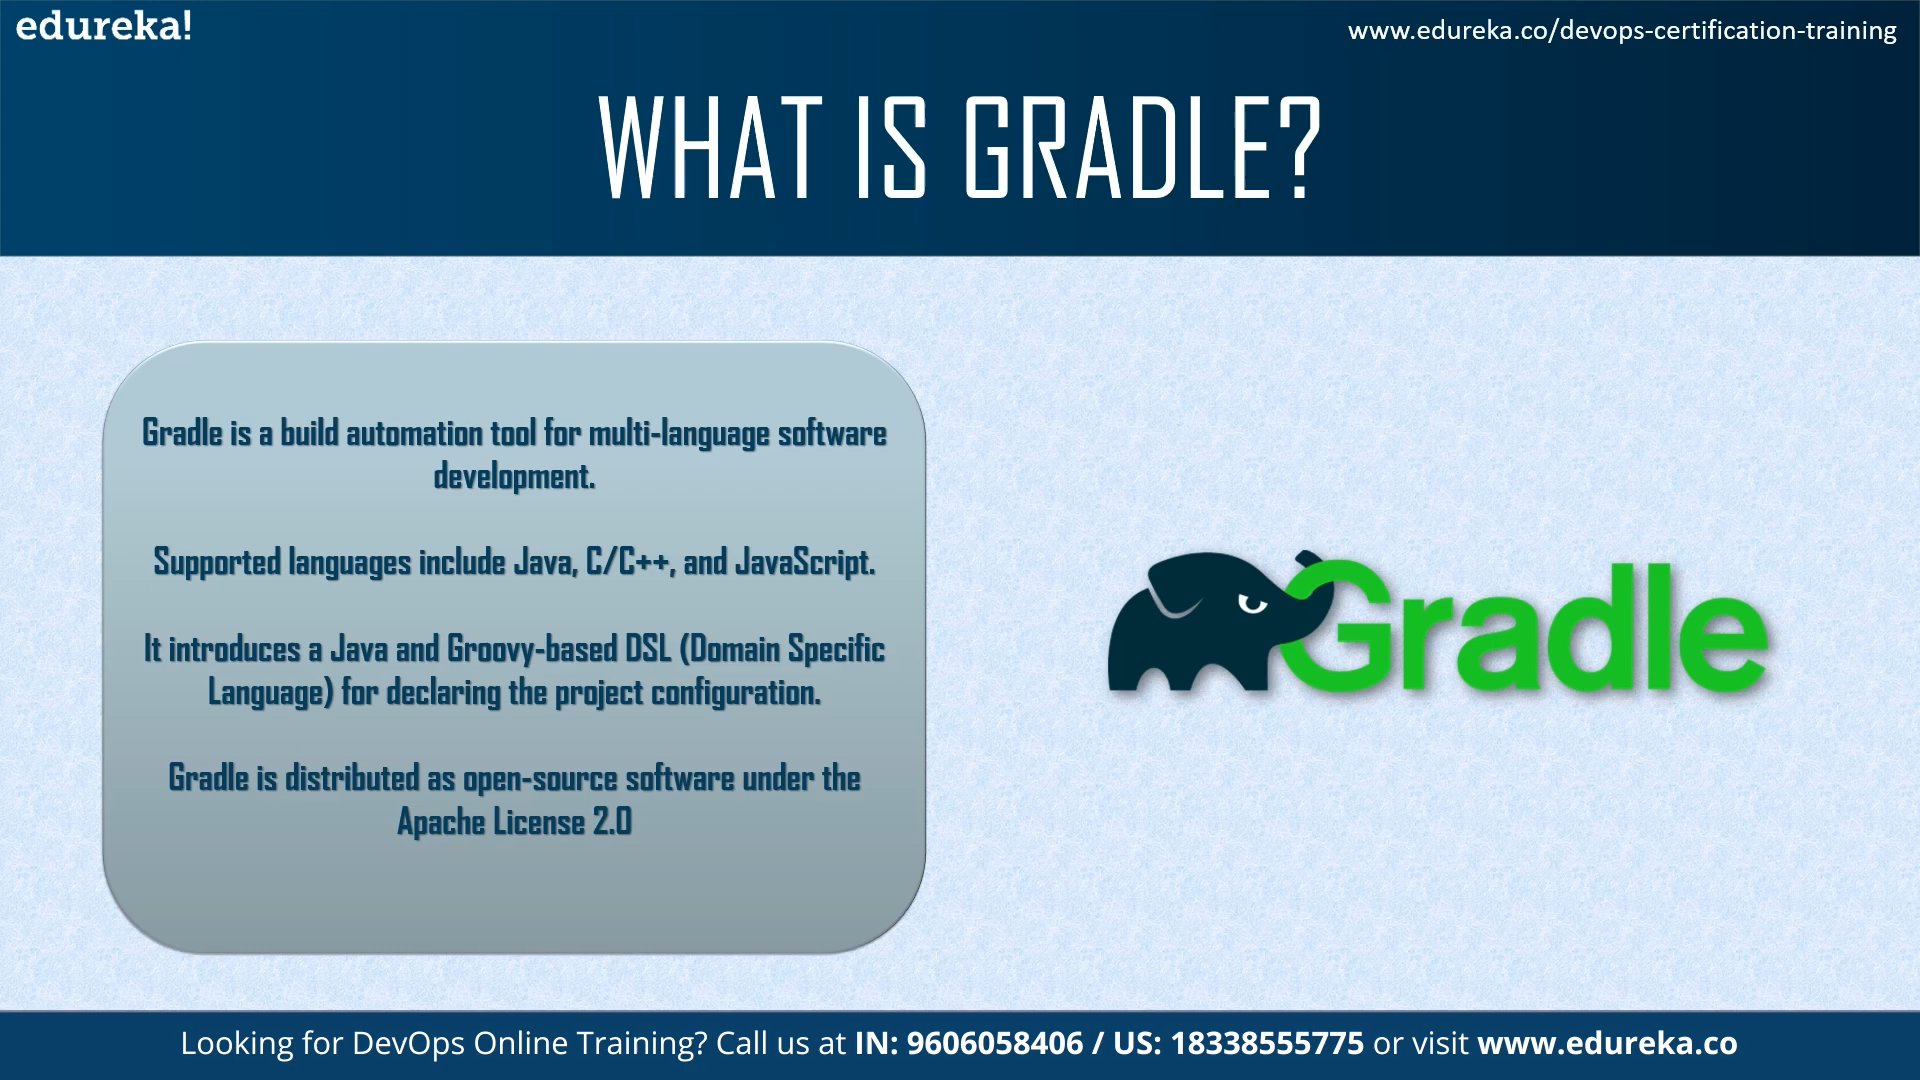 edureka!
www.edureka.co/devops-certification-training
WHAT IS GRADLE?
Gradle is a build automation tool for multi-language software
development.
Supported languages include Java, C/C++, and JavaScript.
It introduces a Java and Groovy-based DSL (Domain Specific
Language) for declaring the project configuration.
Gradle is distributed as open-source software under the
Apache License 2.0
Gradle
Looking for DevOps Online Training? Call us at IN: 9606058406 / US: 18338555775 or visit www.edureka.co